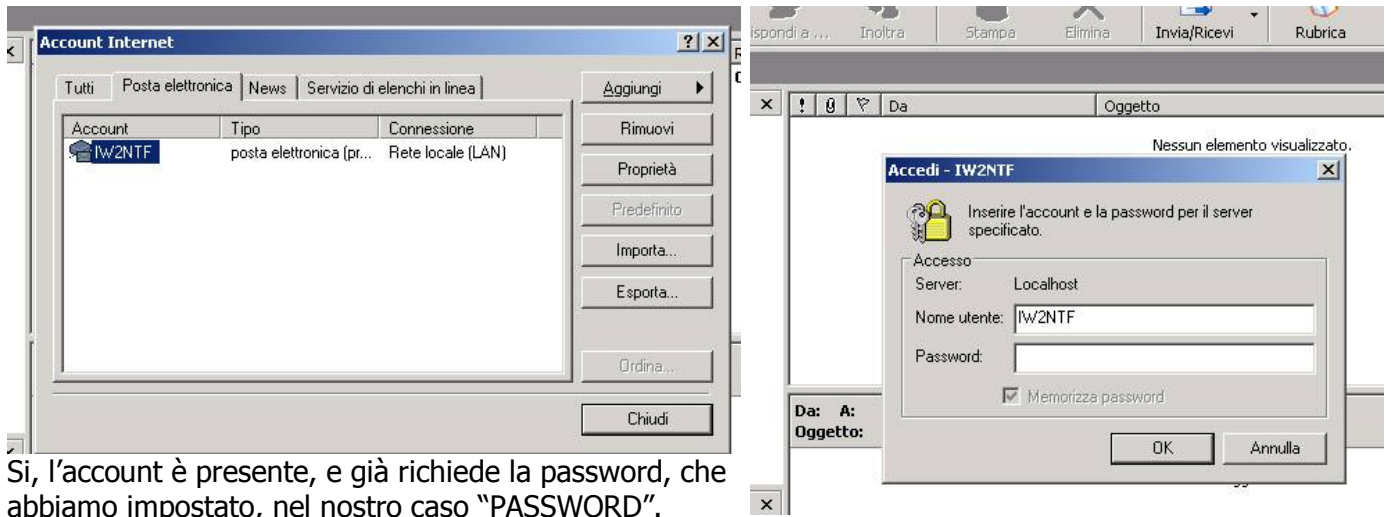 Account Internet
Tutti Posta elettronica News Servizio di elenchi in linea
Account Tipo Connessione
IW2NTF posta elettronica (pr... Rete locale (LAN)
Aggiungi
Rimuovi
Proprietà
Predefinito
Importa...
Esporta...
Ordina...
Chiudi
Si, l'account è presente, e già richiede la password, che
abbiamo impostato, nel nostro caso “PASSWORD”.
ispondi a ... Inoltra Stampa Elimina Invia/Ricevi Rubrica
! Da Oggetto
Nessun elemento visualizzato.
Accedi - IW2NTF
Inserire l'account e la password per il server
specificato.
Accesso
Server: Localhost
Nome utente: IW2NTF
Password:
Memorizza password
OK Annulla
Da: A:
Oggetto: